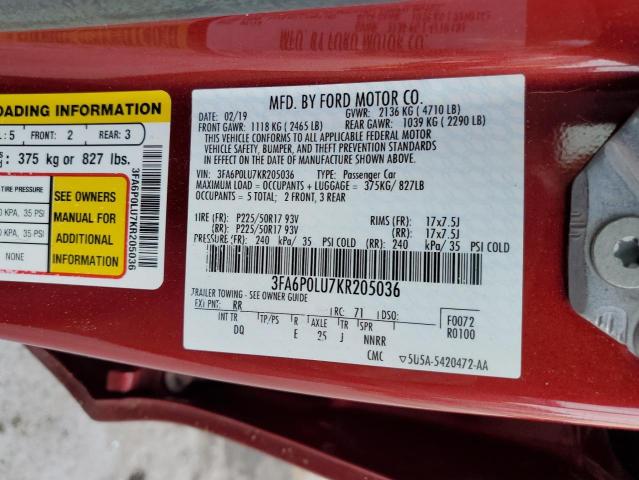 OADING INFORMATION
: 5 FRONT: 2 REAR: 3
: 375 kg or 827 lbs.
TIRE PRESSURE
0 KPA, 35 PSI
0 KPA, 35 PSI
NONE
SEE OWNERS
MANUAL FOR
ADDITIONAL
INFORMATION
3FA6P0LU7KR205036
MFD. BY FORD MOTOR CO.
DATE: 02/19 GVWR: 2136 KG (4710 LB)
FRONT GAWR: 1118 KG (2465 LB) REAR GAWR: 1039 KG (2290 LB)
THIS VEHICLE CONFORMS TO ALL APPLICABLE FEDERAL MOTOR
VEHICLE SAFETY, BUMPER, AND THEFT PREVENTION STANDARDS
IN EFFECT ON THE DATE OF MANUFACTURE SHOWN ABOVE.
VIN: 3FA6P0LU7KR205036 TYPE: Passenger Car
MAXIMUM LOAD = OCCUPANTS + LUGGAGE = 375KG/827LB
OCCUPANTS = 5 TOTAL; 2 FRONT, 3 REAR
TIRE (FR): P225/50R17 93V RIMS (FR): 17x7.5J
(RR): P225/50R17 93V (RR): 17x7.5J
PRESSURE (FR): 240 kPa/ 35 PSI COLD (RR): 240 kPa/ 35 PSI COLD
3FA6P0LU7KR205036
TRAILER TOWING - SEE OWNER GUIDE
EXT PNT: RR RC: 71 DSO: F0072
INT TR TP/PS R AXLE TR SPR R0100
DQ E 25 J NNRR
CMC ▽5U5A-5420472-AA